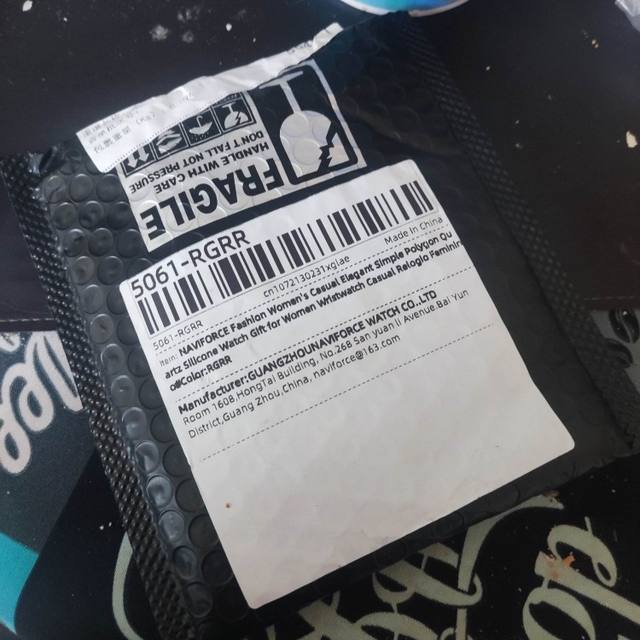 FRAGILE
HANDLE WITH CARE
DON'T FALL NOT PRESSURE
5061-RGRR
5061-RGRR
cn1072130231xglae
Made In China
Item: NAVIFORCE Fashion Women's Casual Elegant Simple Polygon Qu
artz Silicone Watch Gift for Women Wristwatch Casual Relogio Feminin
o#Color:RGRR
Manufacturer:GUANGZHOUNAVIFORCE WATCH CO.,LTD
Room 1608,HongTai Building, No.268 San yuan li Avenue,Bai Yun
District,Guang Zhou,China, naviforce@163.com